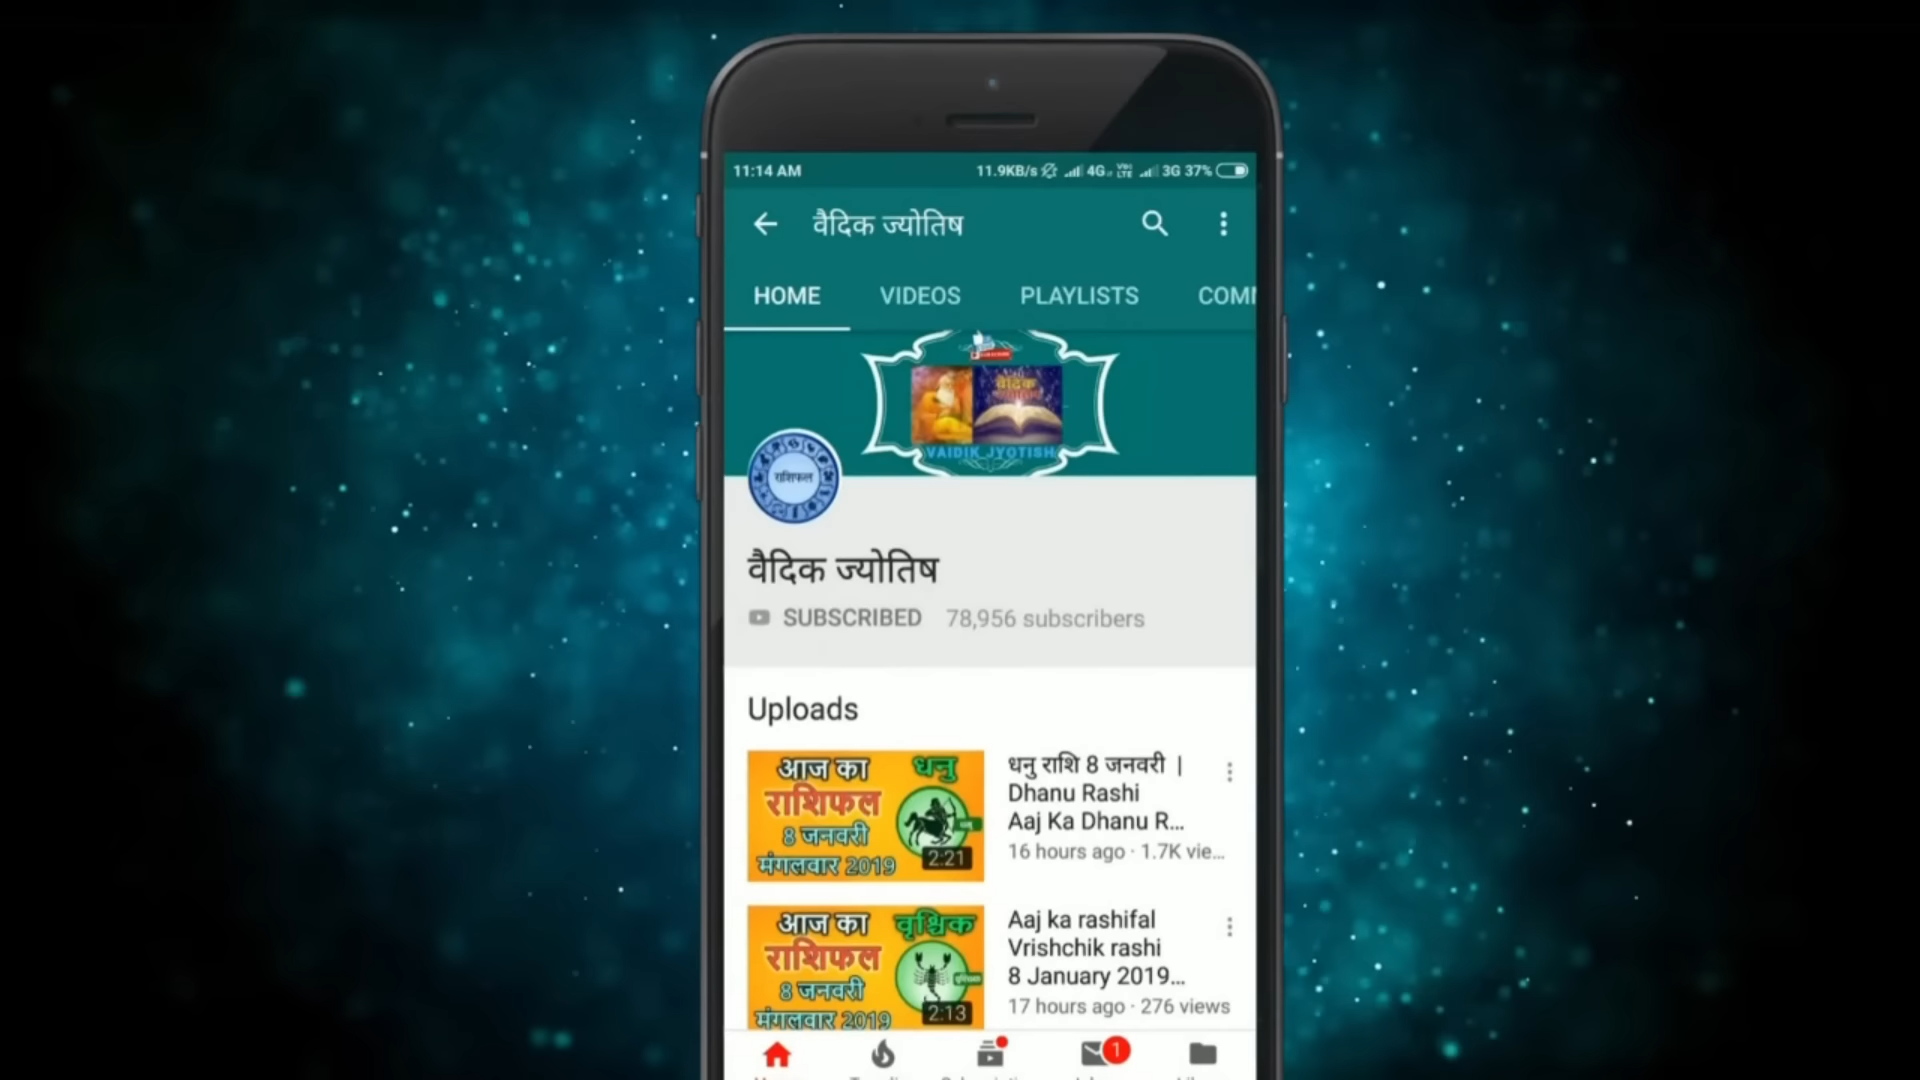 11:14 AM 11.9KB/s 4G VoLTE 3G 37%
वैदिक ज्योतिष
HOME VIDEOS PLAYLISTS COMM
वैदिक
VAIDIK JYOTISH
राशिफल
वैदिक ज्योतिष
SUBSCRIBED 78,956 subscribers
Uploads
आज का धनु
राशिफल
8 जनवरी
मंगलवार 2019
2:21
धनु राशि 8 जनवरी |
Dhanu Rashi
Aaj Ka Dhanu R...
16 hours ago · 1.7K vie...
आज का वृश्चिक
राशिफल
8 जनवरी
मंगलवार 2019
2:13
Aaj ka rashifal
Vrishchik rashi
8 January 2019...
17 hours ago · 276 views
1